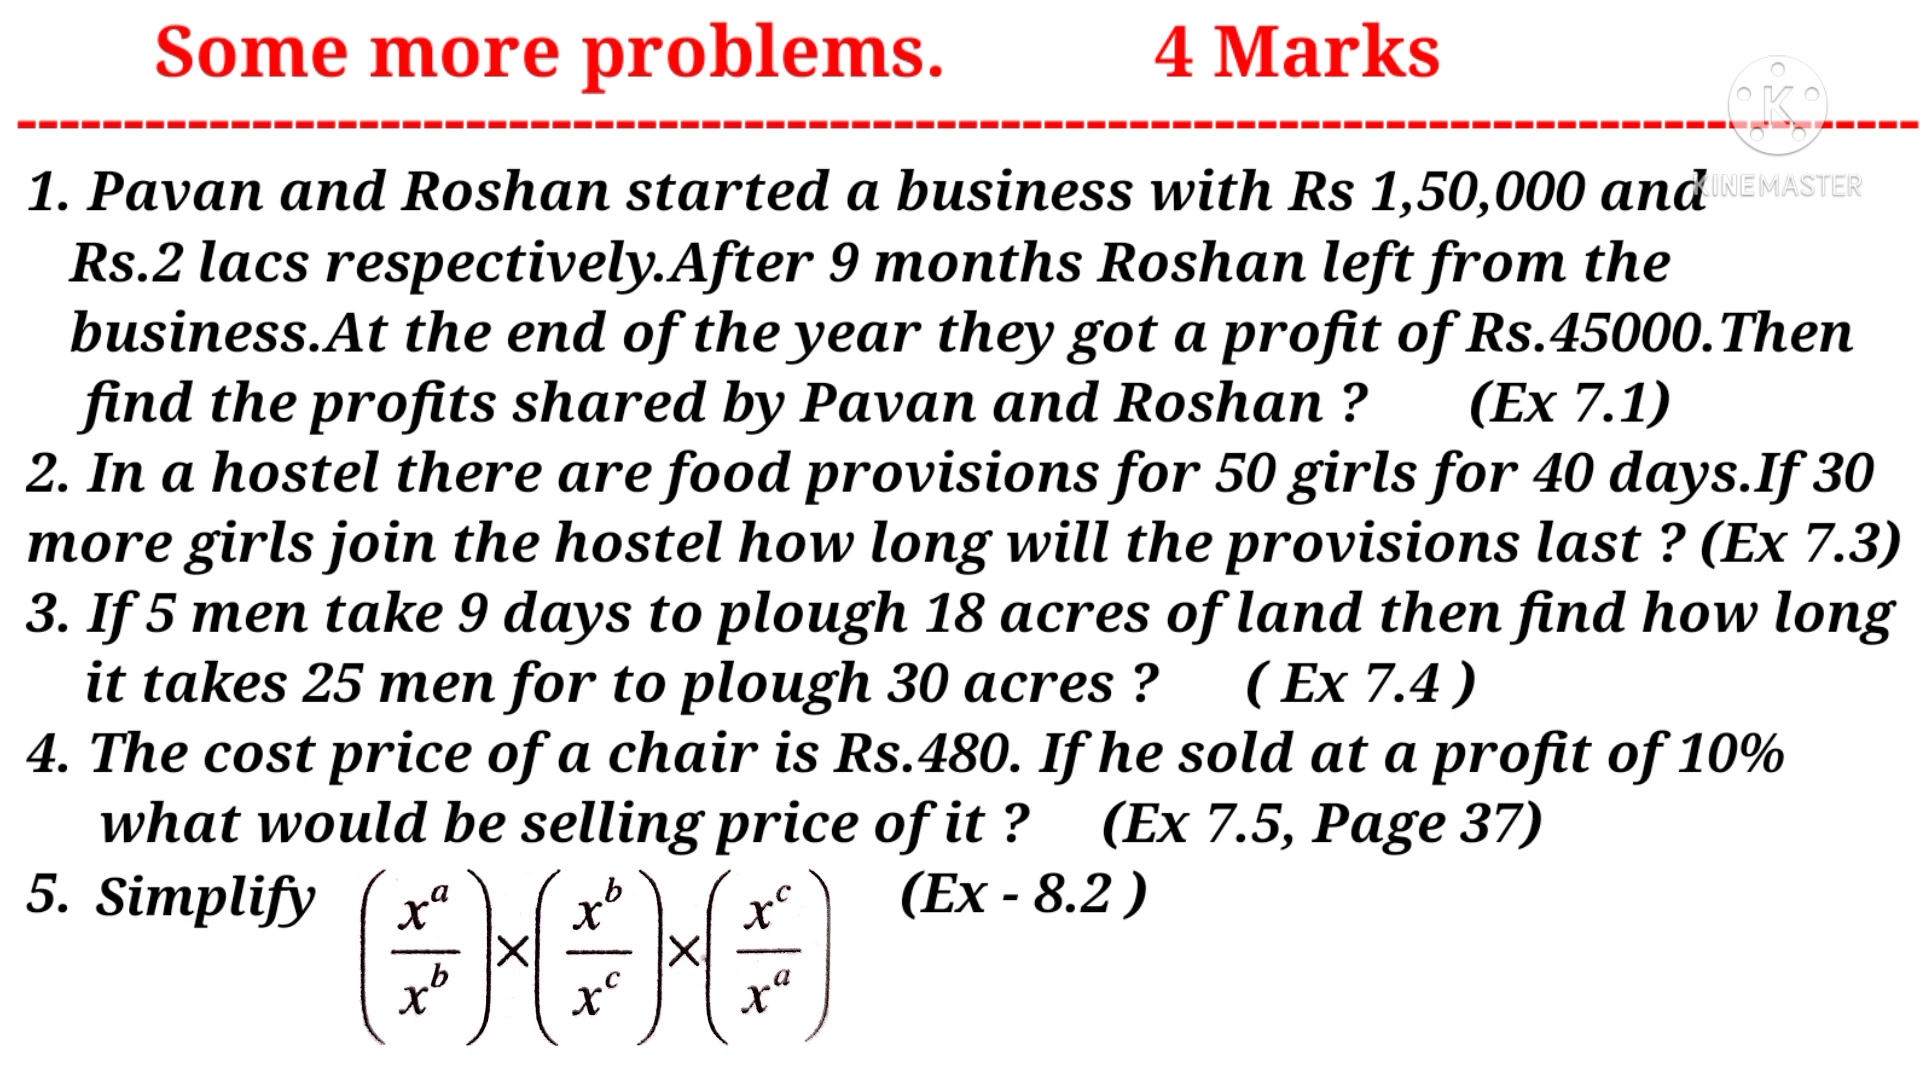 Some more problems. 4 Marks
K
KINEMASTER
1. Pavan and Roshan started a business with Rs 1,50,000 and
Rs.2 lacs respectively.After 9 months Roshan left from the
business.At the end of the year they got a profit of Rs.45000.Then
find the profits shared by Pavan and Roshan ? (Ex 7.1)
2. In a hostel there are food provisions for 50 girls for 40 days.If 30
more girls join the hostel how long will the provisions last ? (Ex 7.3)
3. If 5 men take 9 days to plough 18 acres of land then find how long
it takes 25 men for to plough 30 acres ? ( Ex 7.4 )
4. The cost price of a chair is Rs.480. If he sold at a profit of 10%
what would be selling price of it ? (Ex 7.5, Page 37)
5. Simplify (x^a / x^b) × (x^b / x^c) × (x^c / x^a) (Ex - 8.2 )